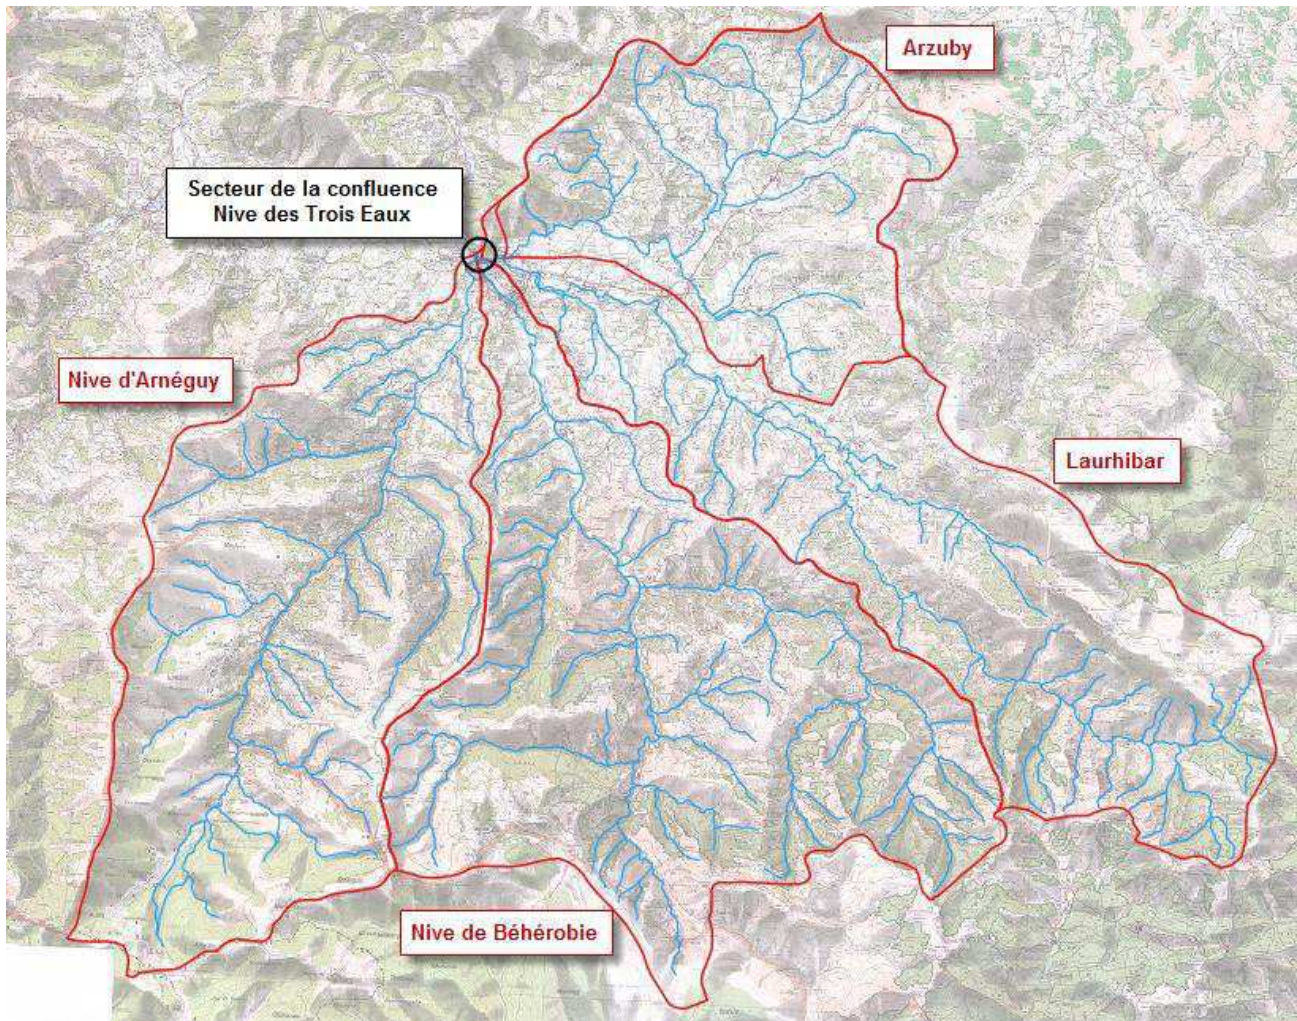 Arzuby
Secteur de la confluence
Nive des Trois Eaux
Nive d'Arnéguy
Laurhibar
Nive de Béhérobie